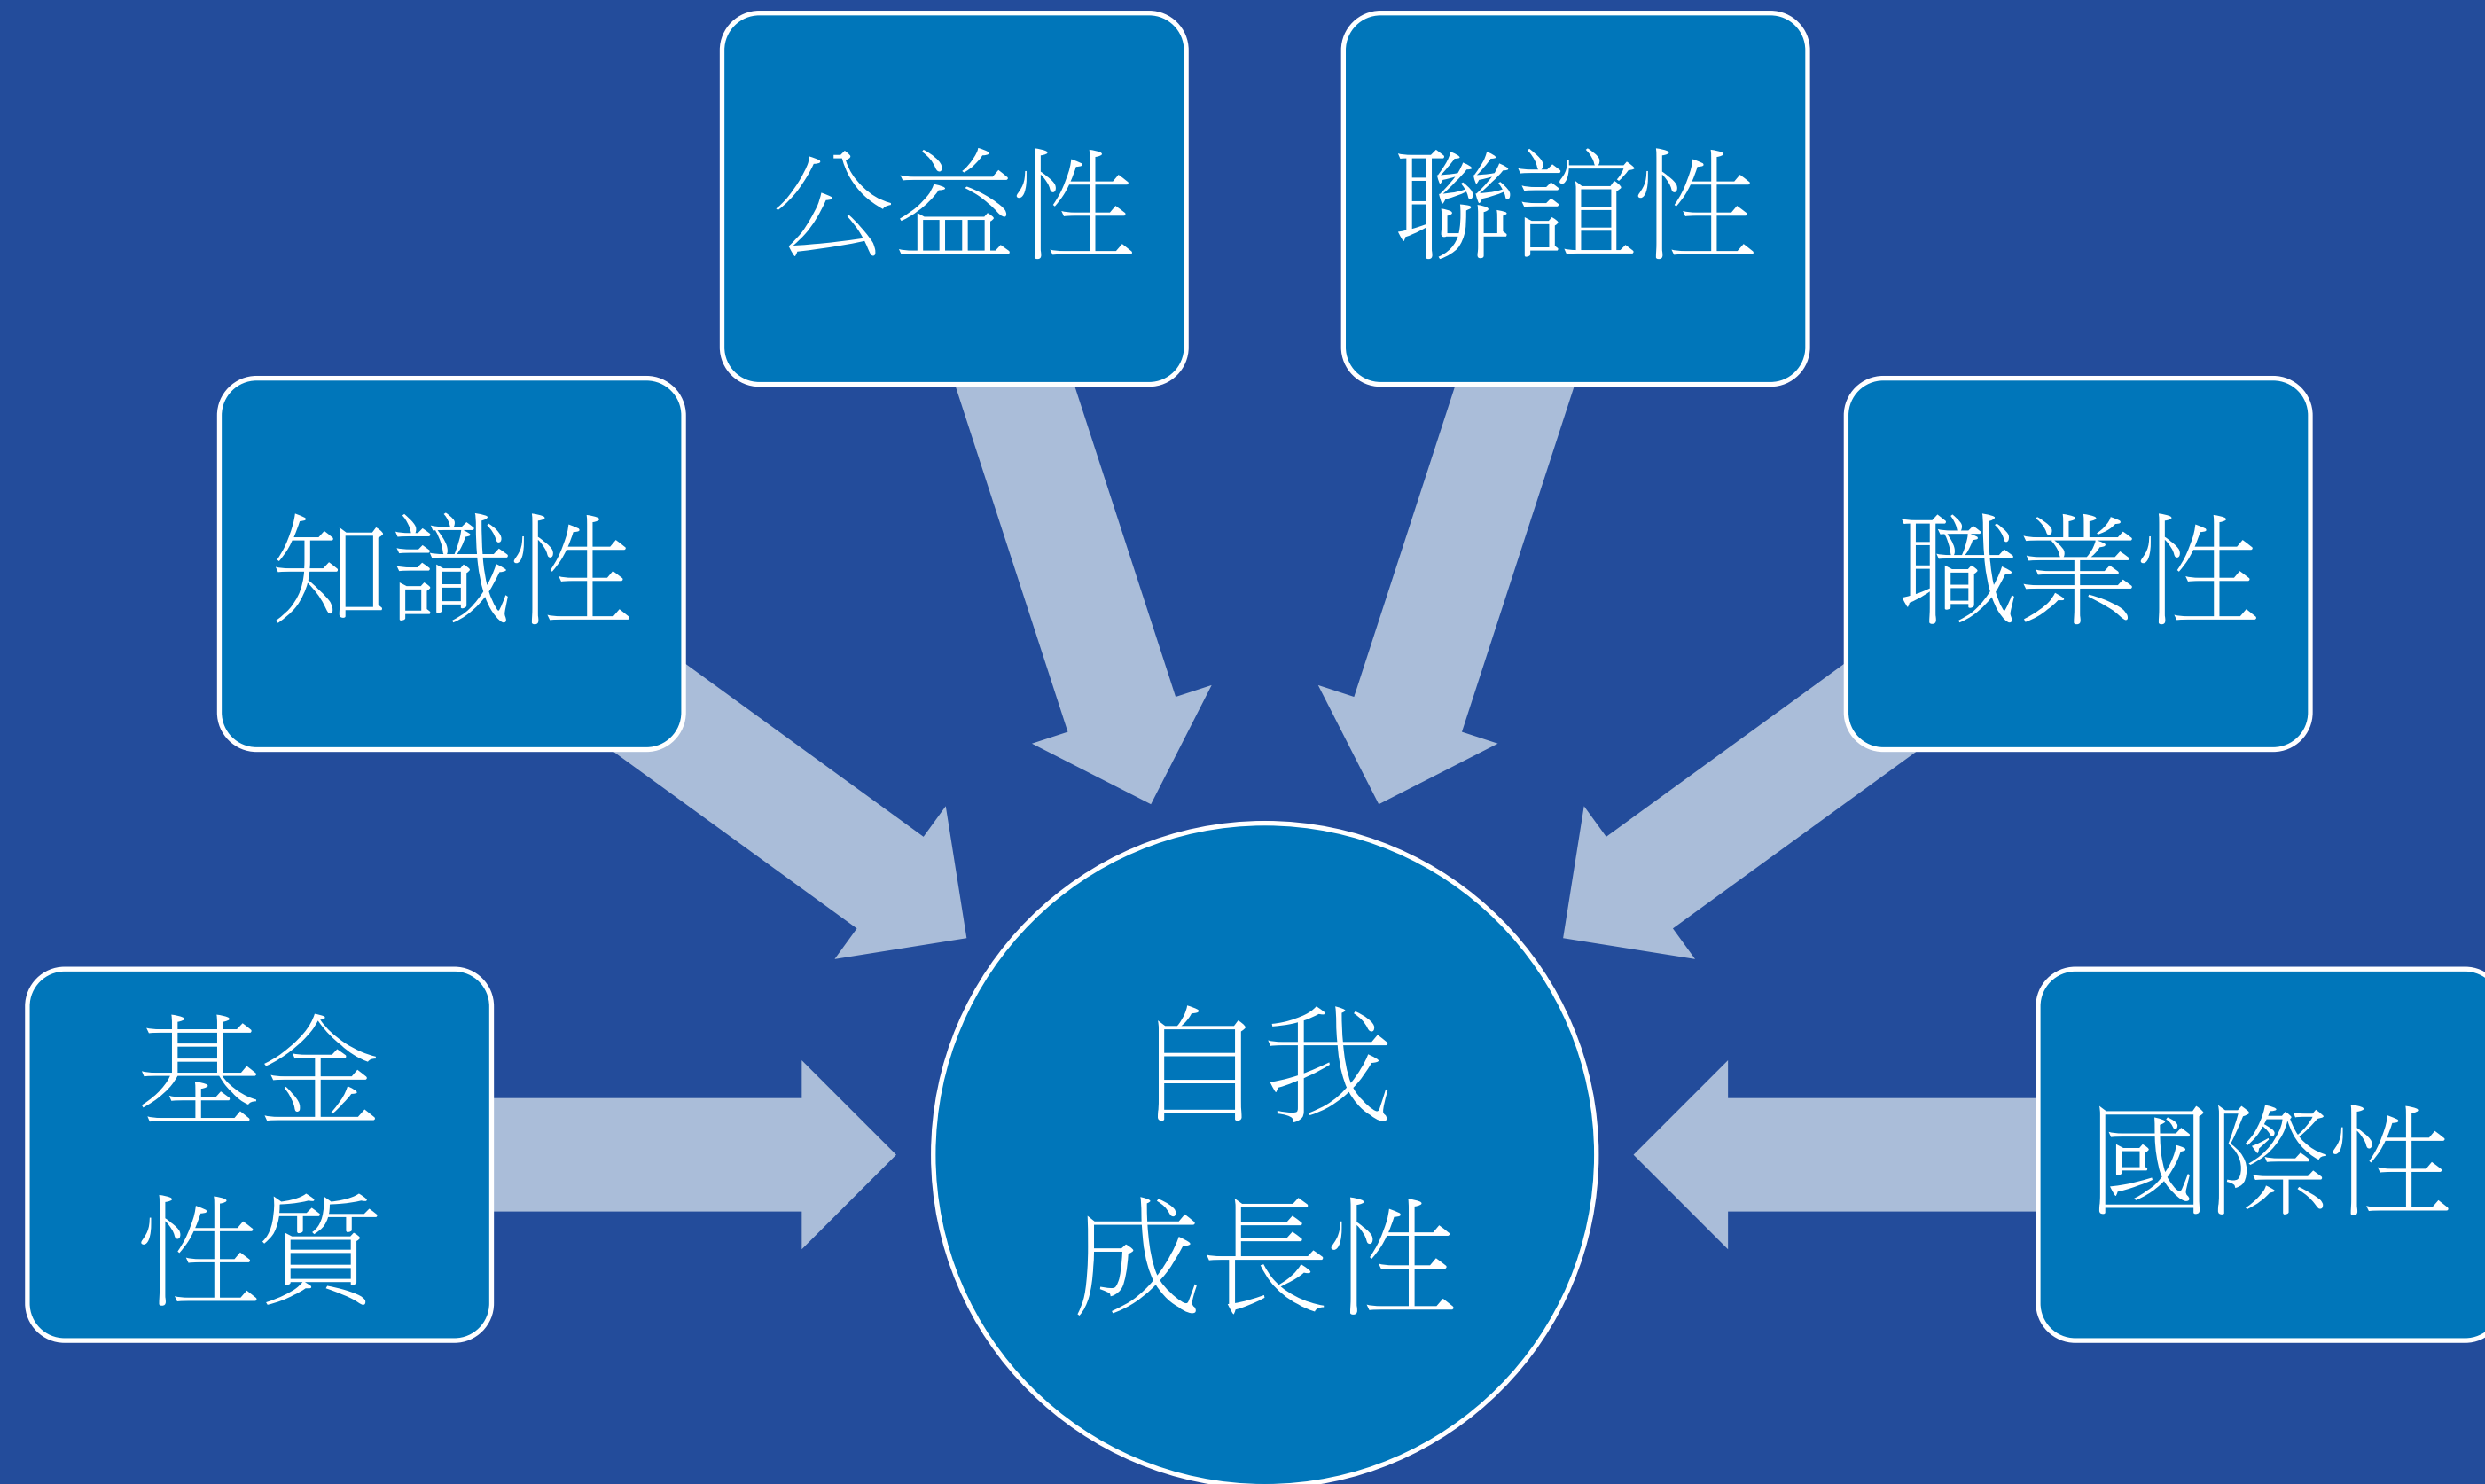 公益性
聯誼性
知識性
職業性
基金
性質
自我
成長性
國際性